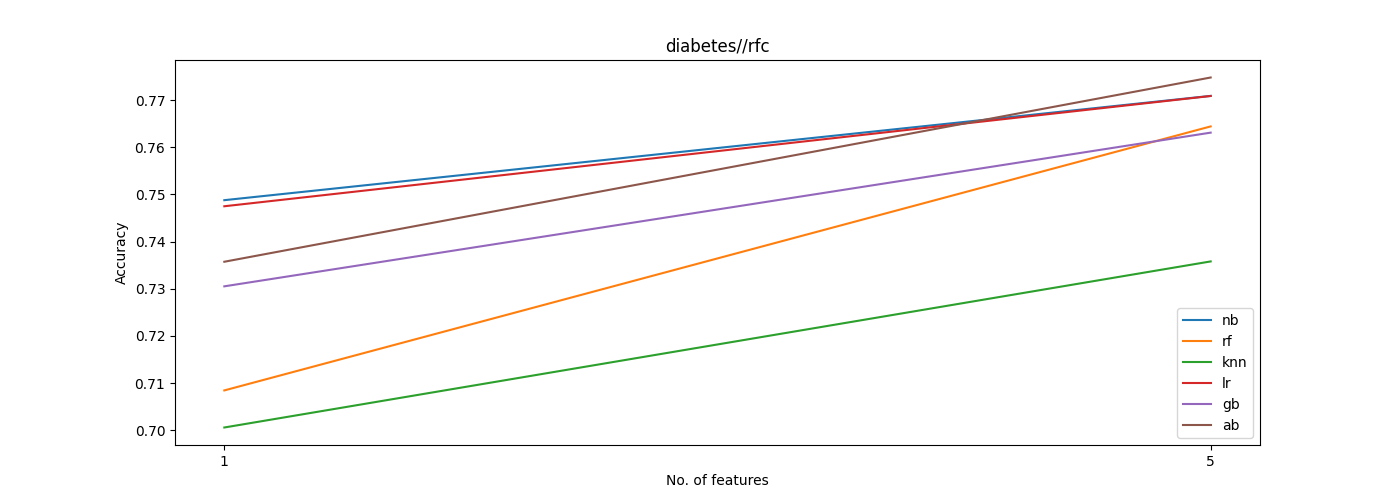 diabetes//rfc
Accuracy
0.77
0.76
0.75
0.74
0.73
0.72
0.71
0.70
1
5
No. of features
nb
rf
knn
lr
gb
ab